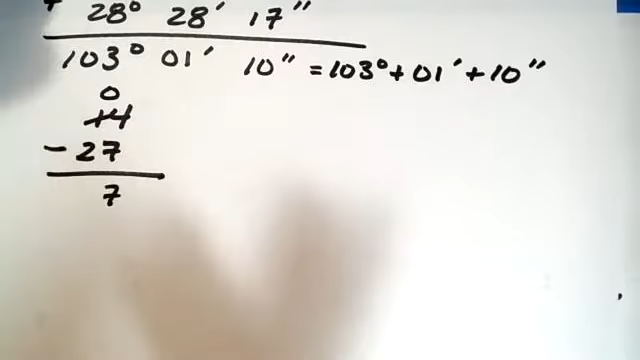 + 28° 28′ 17″
103° 01′ 10″ = 103° + 01′ + 10″
0
14
- 27
7